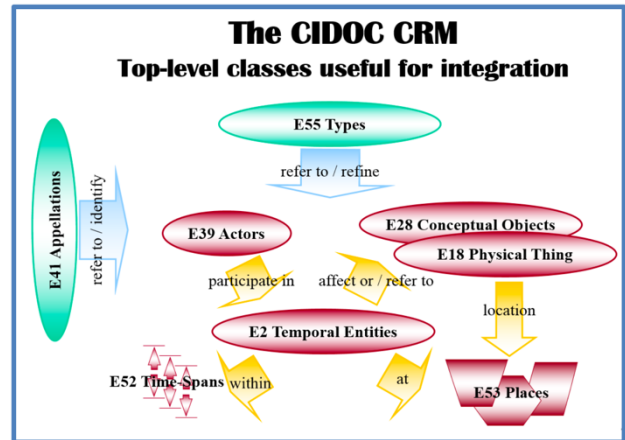 The CIDOC CRM
Top-level classes useful for integration
E55 Types
refer to / refine
E41 Appellations
refer to / identify
E39 Actors
E28 Conceptual Objects
E18 Physical Thing
participate in
affect or / refer to
location
E2 Temporal Entities
E52 Time-Spans
within
at
E53 Places